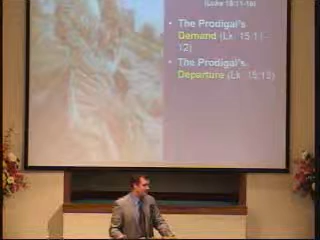 (Luke 15:11-16)
• The Prodigal's
Demand (Lk. 15:11-
12)
• The Prodigal's
Departure (Lk. 15:13)